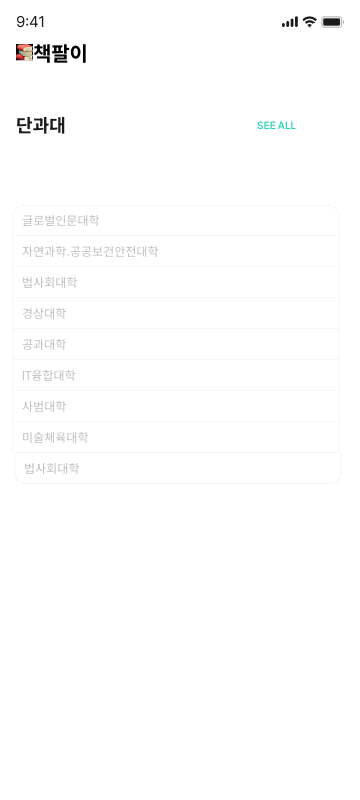 9:41
책팔이
단과대
SEE ALL
글로벌인문대학
자연과학.공공보건안전대학
법사회대학
경상대학
공과대학
IT융합대학
사범대학
미술체육대학
법사회대학